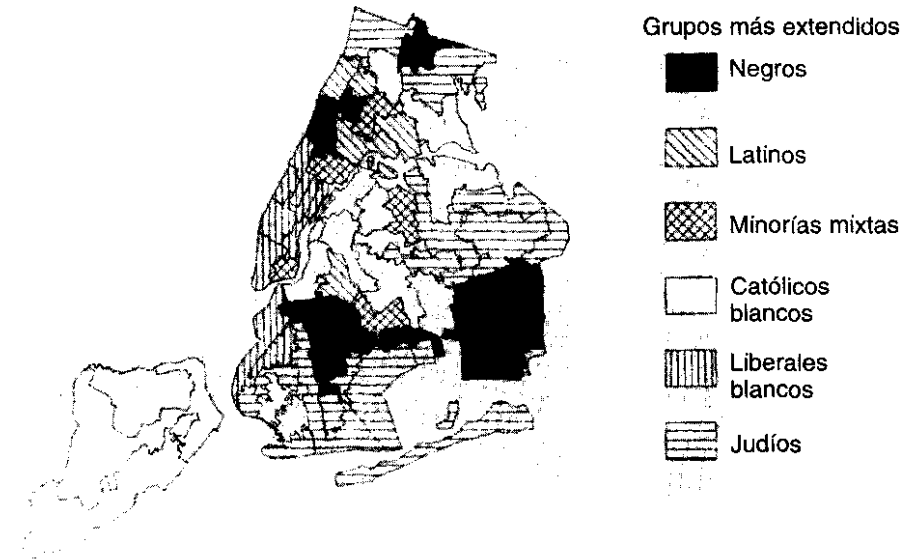 Grupos más extendidos
Negros
Latinos
Minorías mixtas
Católicos
blancos
Liberales
blancos
Judíos